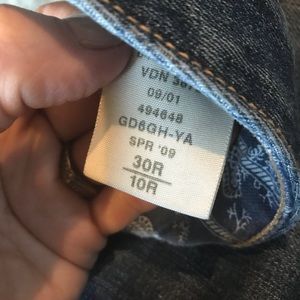 VDN
09/01
494648
GD6GH-YA
SPR '09
30R
10R